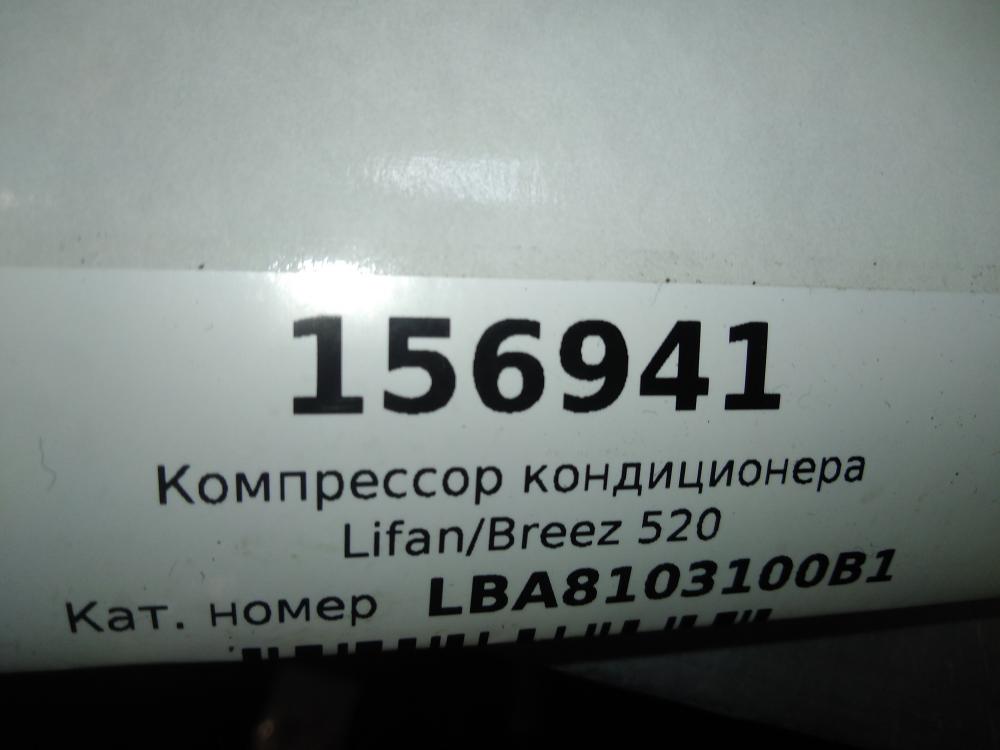 156941
Компрессор кондиционера
Lifan/Breez 520
Кат. номер LBA8103100B1